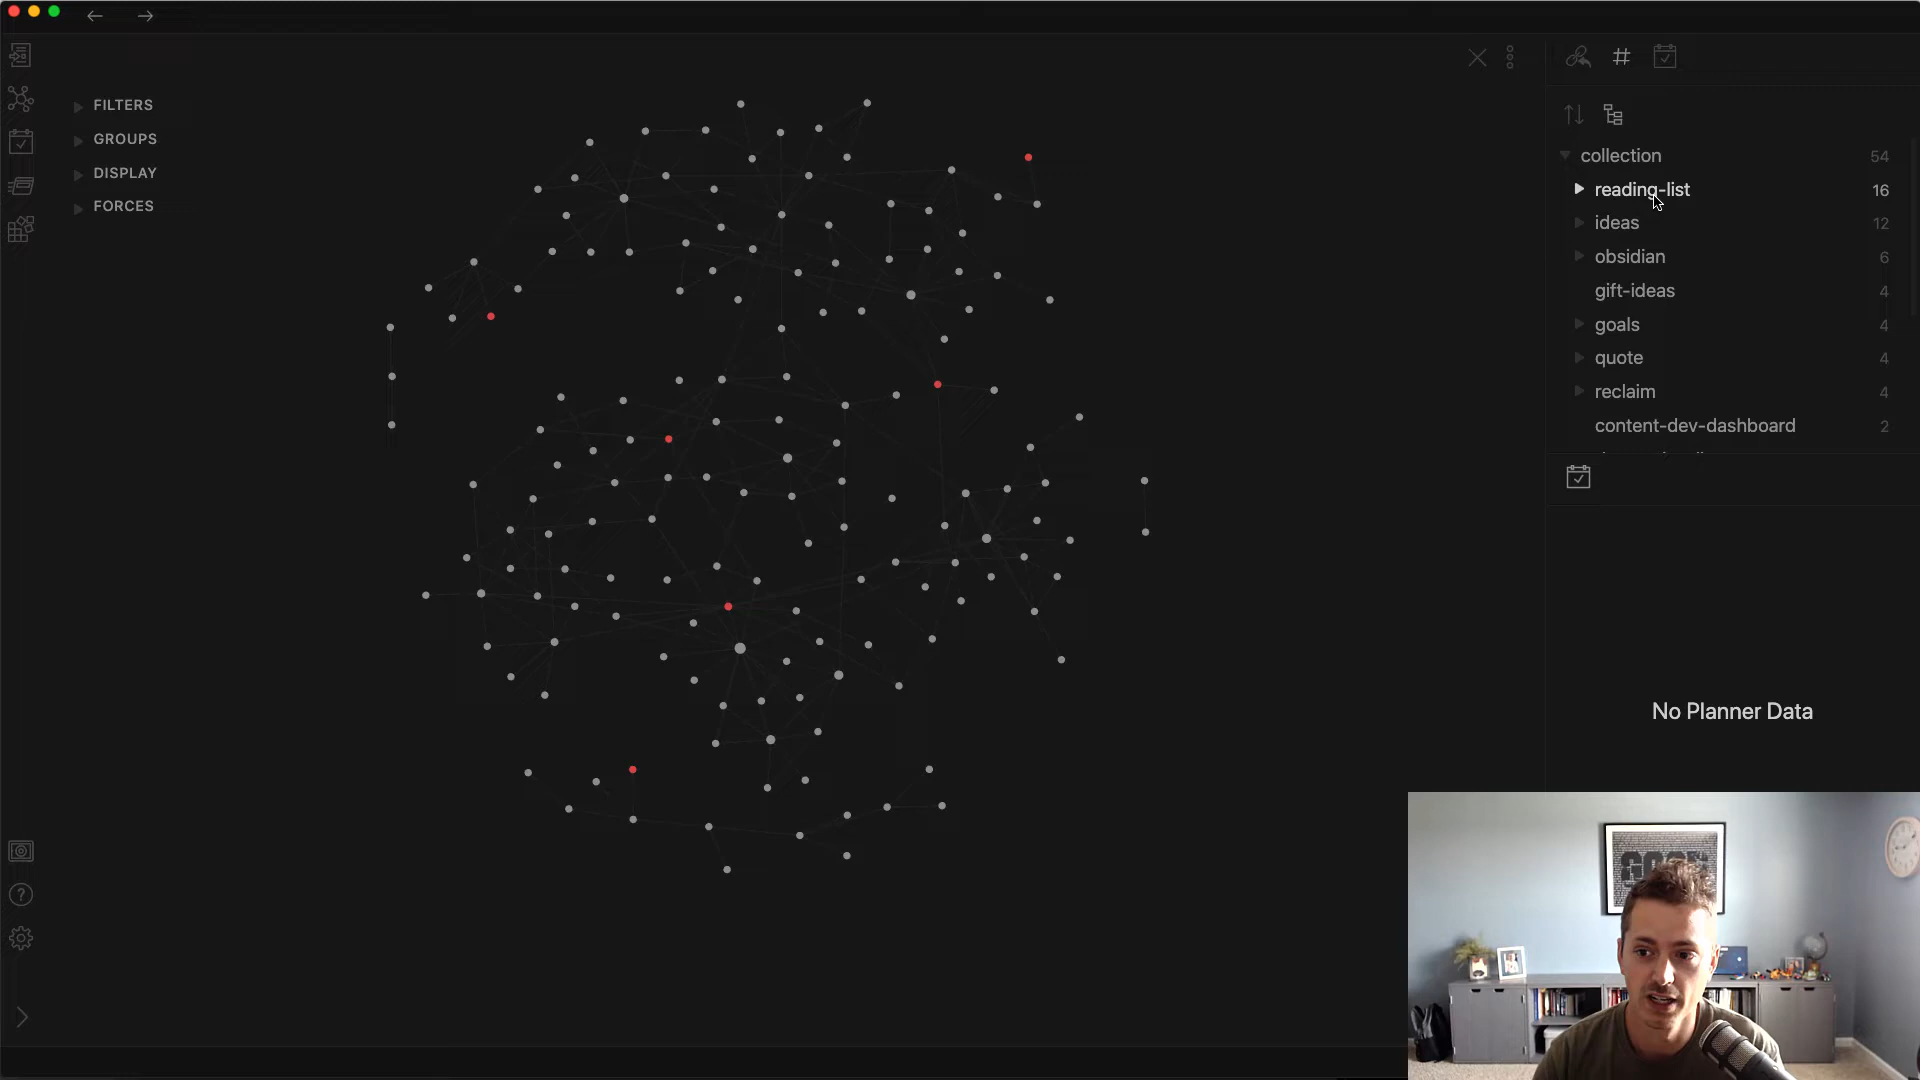 FILTERS
GROUPS
DISPLAY
FORCES
collection 54
reading-list 16
ideas 12
obsidian 6
gift-ideas 4
goals 4
quote 4
reclaim 4
content-dev-dashboard 2
No Planner Data